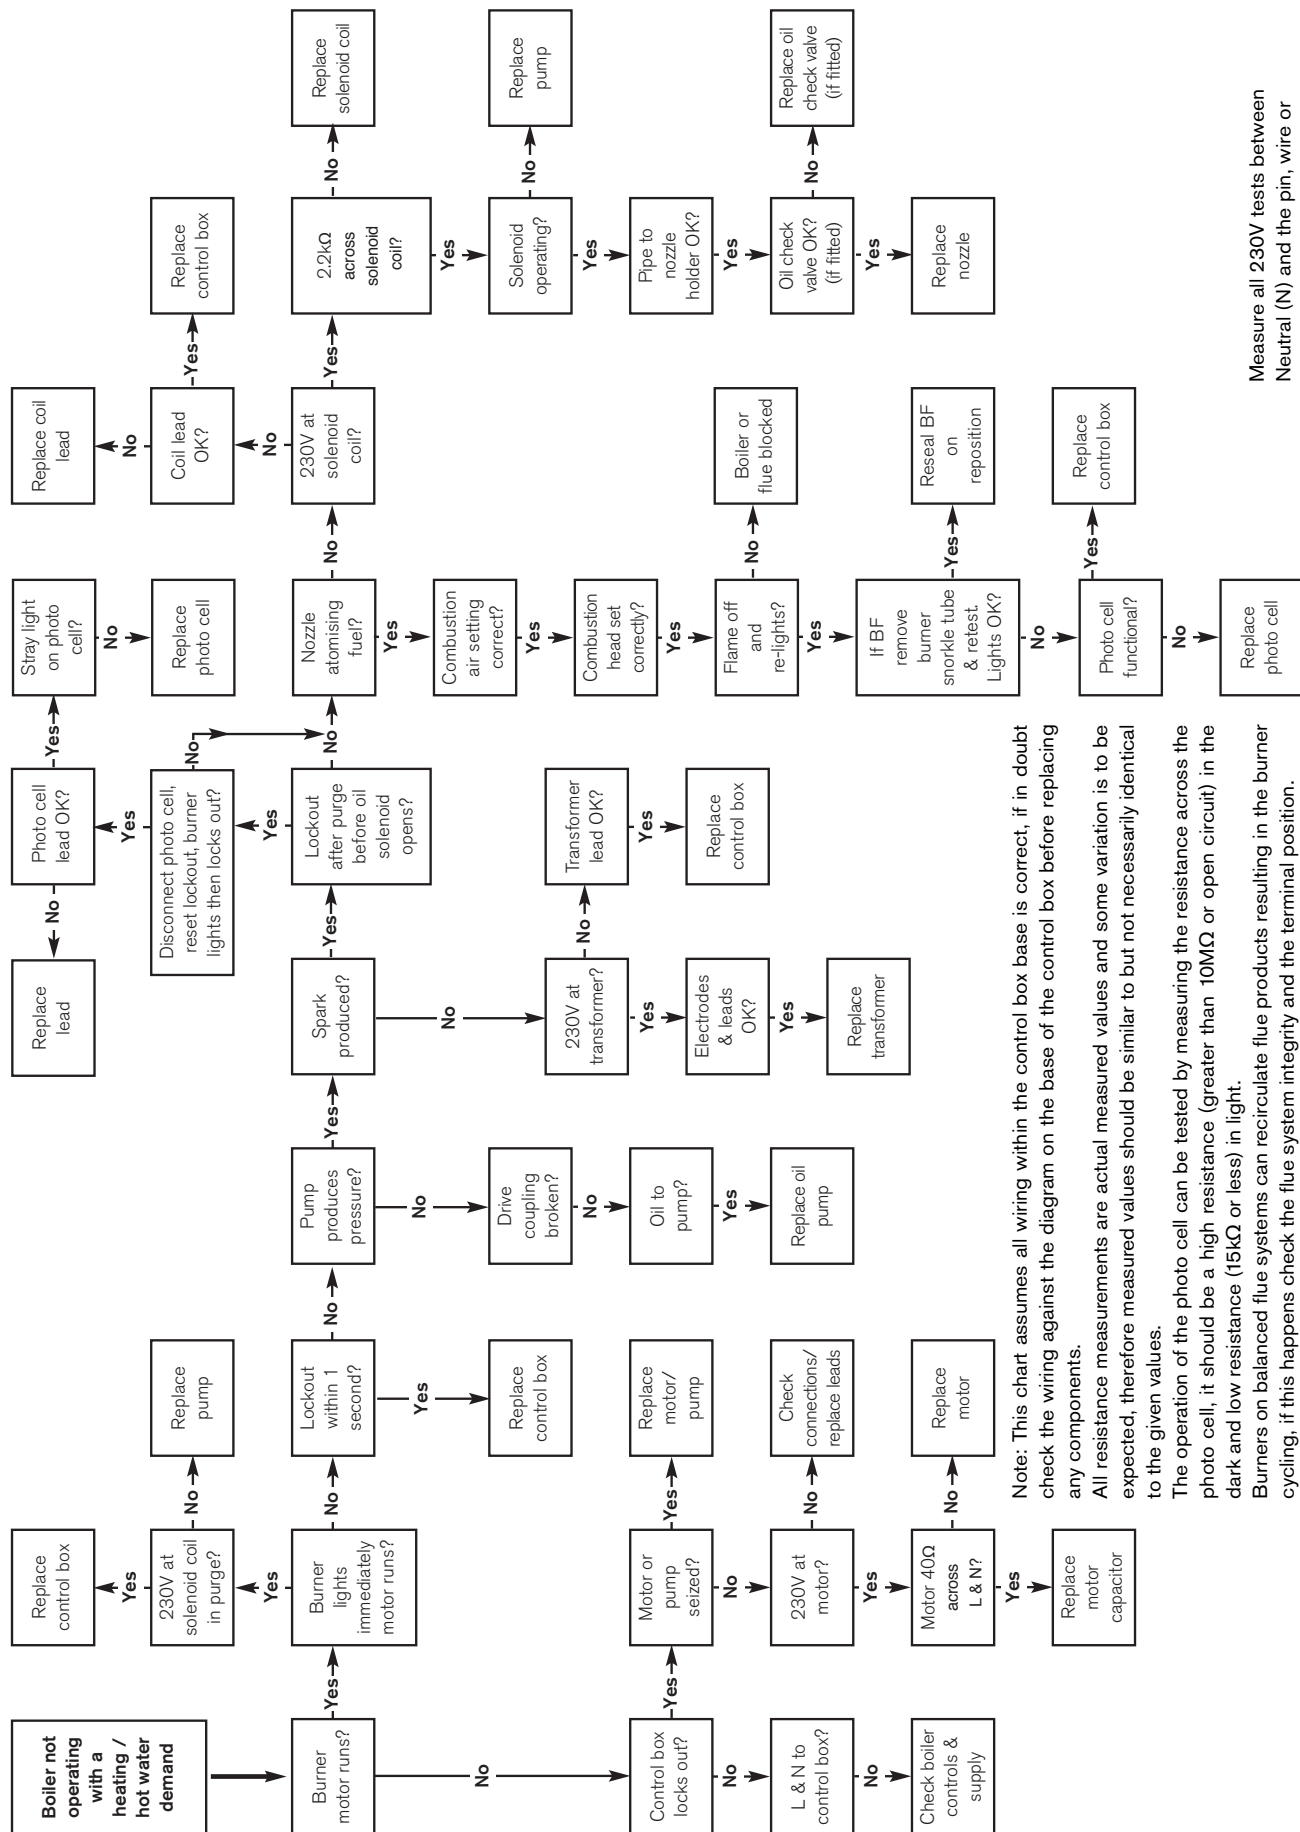 Boiler not
operating
with a
heating /
hot water
demand
Burner
motor runs?
Yes
No
Burner
lights
immediately
motor runs?
Yes
230V at
solenoid coil
in purge?
Yes
Replace
control box
No
Replace
pump
No
Lockout
within 1
second?
Yes
Replace
control box
No
Pump
produces
pressure?
No
Drive
coupling
broken?
No
Oil to
pump?
Yes
Replace oil
pump
Yes
Spark
produced?
No
230V at
transformer?
No
Transformer
lead OK?
Yes
Replace
control box
Yes
Electrodes
& leads
OK?
Yes
Replace
transformer
Yes
Lockout
after purge
before oil
solenoid
opens?
Yes
Disconnect photo cell,
reset lockout, burner
lights then locks out?
No
Yes
Photo cell
lead OK?
No
Replace
lead
Yes
Stray light
on photo
cell?
No
Replace
photo cell
No
Nozzle
atomising
fuel?
Yes
Combustion
air setting
correct?
Yes
Combustion
head set
correctly?
Yes
Flame off
and
re-lights?
No
Boiler or
flue blocked
Yes
If BF
remove
burner
snorkle tube
& retest.
Lights OK?
Yes
Reseal BF
on
reposition
No
Photo cell
functional?
Yes
Replace
control box
No
Replace
photo cell
No
230V at
solenoid
coil?
No
Coil lead
OK?
No
Replace coil
lead
Yes
Replace
control box
Yes
2.2kΩ
across
solenoid
coil?
No
Replace
solenoid coil
Yes
Solenoid
operating?
No
Replace
pump
Yes
Pipe to
nozzle
holder OK?
Yes
Oil check
valve OK?
(if fitted)
No
Replace oil
check valve
(if fitted)
Yes
Replace
nozzle
Control box
locks out?
Yes
Motor or
pump
seized?
Yes
Replace
motor/
pump
No
230V at
motor?
No
Check
connections/
replace leads
Yes
Motor 40Ω
across
L & N?
No
Replace
motor
Yes
Replace
motor
capacitor
No
L & N to
control box?
No
Check boiler
controls &
supply
Note: This chart assumes all wiring within the control box base is correct, if in doubt
check the wiring against the diagram on the base of the control box before replacing
any components.
All resistance measurements are actual measured values and some variation is to be
expected, therefore measured values should be similar to but not necessarily identical
to the given values.
The operation of the photo cell can be tested by measuring the resistance across the
photo cell, it should be a high resistance (greater than 10MΩ or open circuit) in the
dark and low resistance (15kΩ or less) in light.
Burners on balanced flue systems can recirculate flue products resulting in the burner
cycling, if this happens check the flue system integrity and the terminal position.
Measure all 230V tests between
Neutral (N) and the pin, wire or